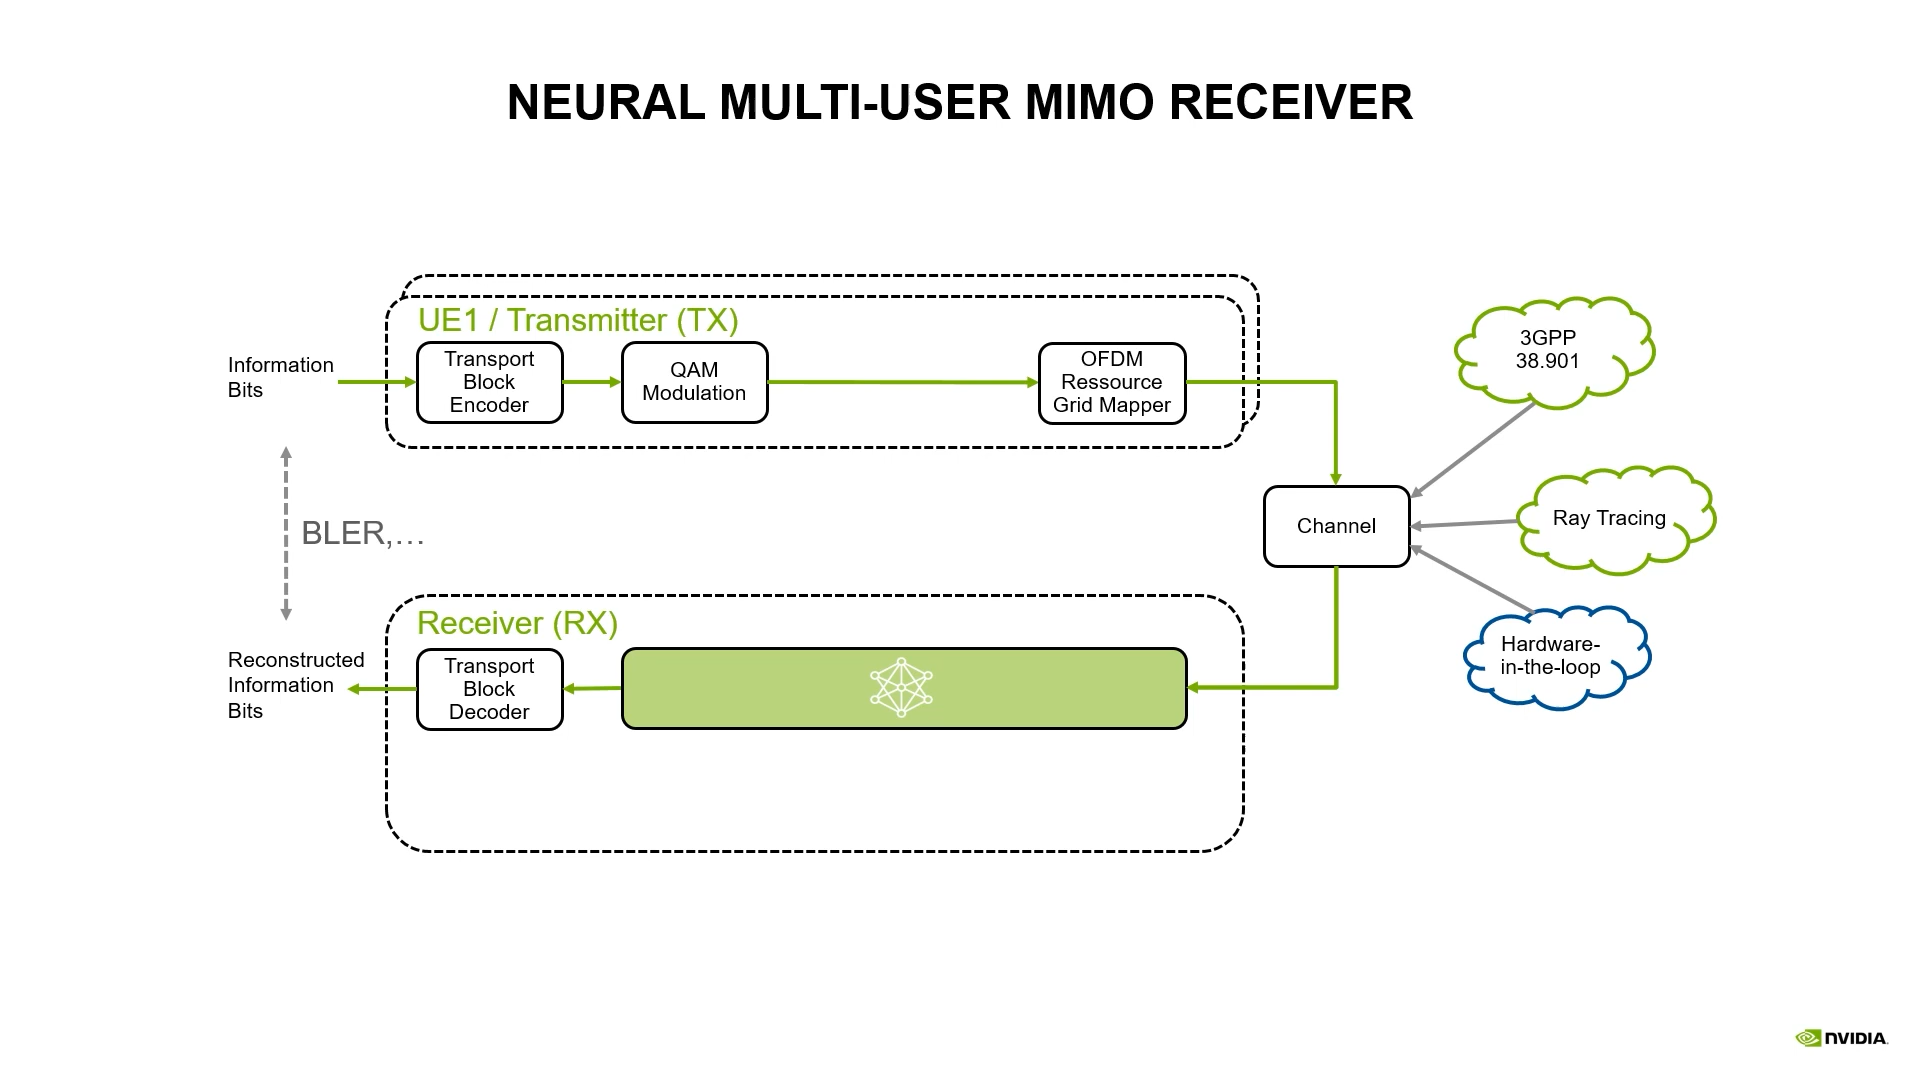 NEURAL MULTI-USER MIMO RECEIVER
UE1 / Transmitter (TX)
Information
Bits
Transport
Block
Encoder
QAM
Modulation
OFDM
Ressource
Grid Mapper
3GPP
38.901
Channel
Ray Tracing
BLER,...
Hardware-
in-the-loop
Receiver (RX)
Reconstructed
Information
Bits
Transport
Block
Decoder
NVIDIA.